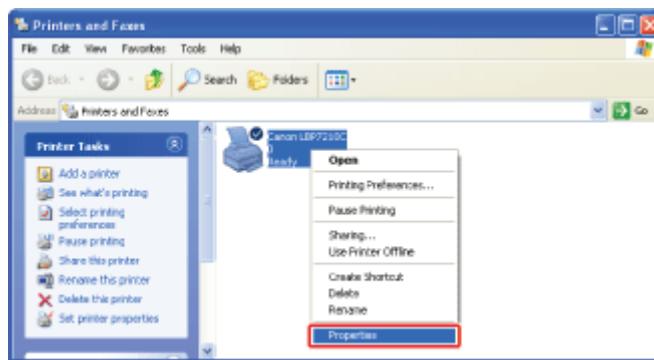 Printers and Faxes
File Edit View Favorites Tools Help
Back Search Folders
Address Printers and Faxes Go
Printer Tasks
Add a printer
See what's printing
Select printing
preferences
Pause printing
Share this printer
Rename this printer
Delete this printer
Set printer properties
Canon LBP7210C
0
Ready
Open
Printing Preferences...
Pause Printing
Sharing...
Use Printer Offline
Create Shortcut
Delete
Rename
Properties